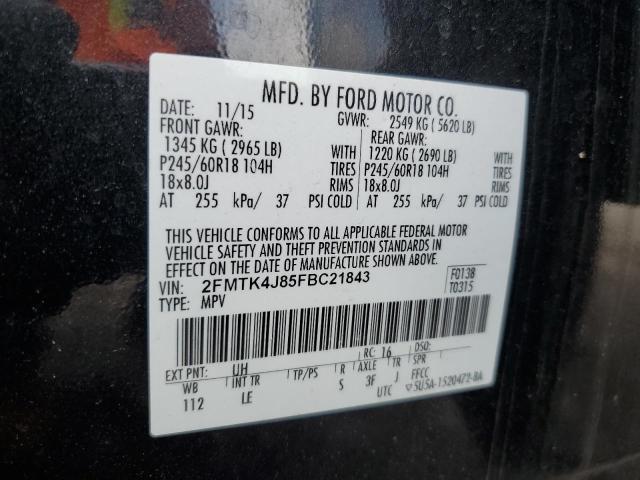 MFD. BY FORD MOTOR CO.
DATE: 11/15 GVWR: 2549 KG ( 5620 LB)
FRONT GAWR: REAR GAWR:
1345 KG ( 2965 LB) WITH 1220 KG ( 2690 LB) WITH
P245/60R18 104H TIRES P245/60R18 104H TIRES
18x8.0J RIMS 18x8.0J RIMS
AT 255 kPa/ 37 PSI COLD AT 255 kPa/ 37 PSI COLD
THIS VEHICLE CONFORMS TO ALL APPLICABLE FEDERAL MOTOR
VEHICLE SAFETY AND THEFT PREVENTION STANDARDS IN
EFFECT ON THE DATE OF MANUFACTURE SHOWN ABOVE.
VIN: 2FMTK4J85FBC21843 F0138
TYPE: MPV T0315
EXT PNT: UH RC: 16 DSO:
WB INT TR TP/PS R AXLE TR SPR
112 LE S 3F J FFCC
UTC ▽5U5A-1520472-BA